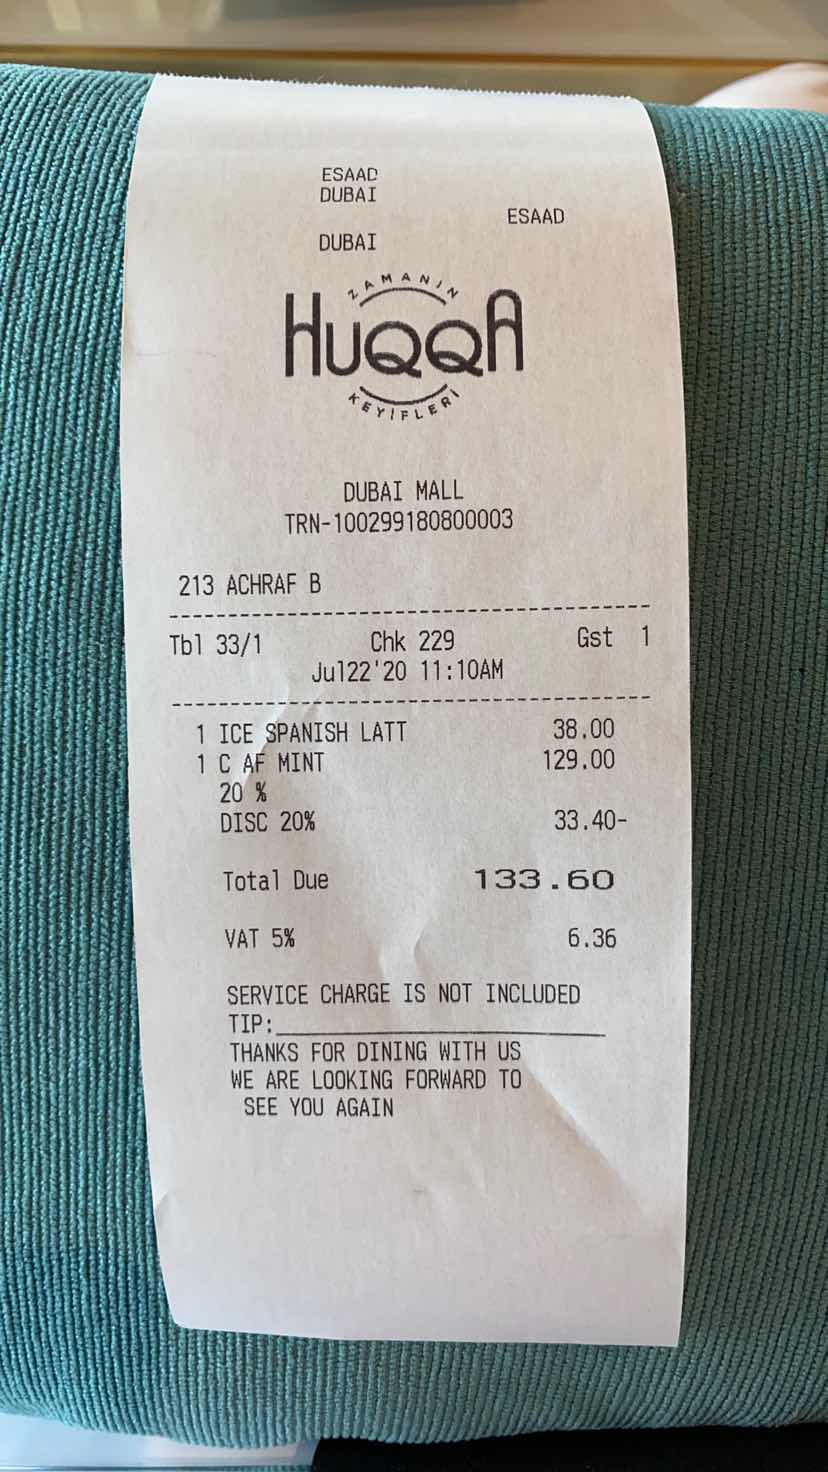 ESAAD
DUBAI
ESAAD
DUBAI
ZAMANIN
HUQQA
KEYİFLERİ
DUBAI MALL
TRN-100299180800003
213 ACHRAF B
Tbl 33/1 Chk 229 Gst 1
Jul22'20 11:10AM
1 ICE SPANISH LATT 38.00
1 C AF MINT 129.00
20 %
DISC 20% 33.40-
Total Due 133.60
VAT 5% 6.36
SERVICE CHARGE IS NOT INCLUDED
TIP:
THANKS FOR DINING WITH US
WE ARE LOOKING FORWARD TO
SEE YOU AGAIN